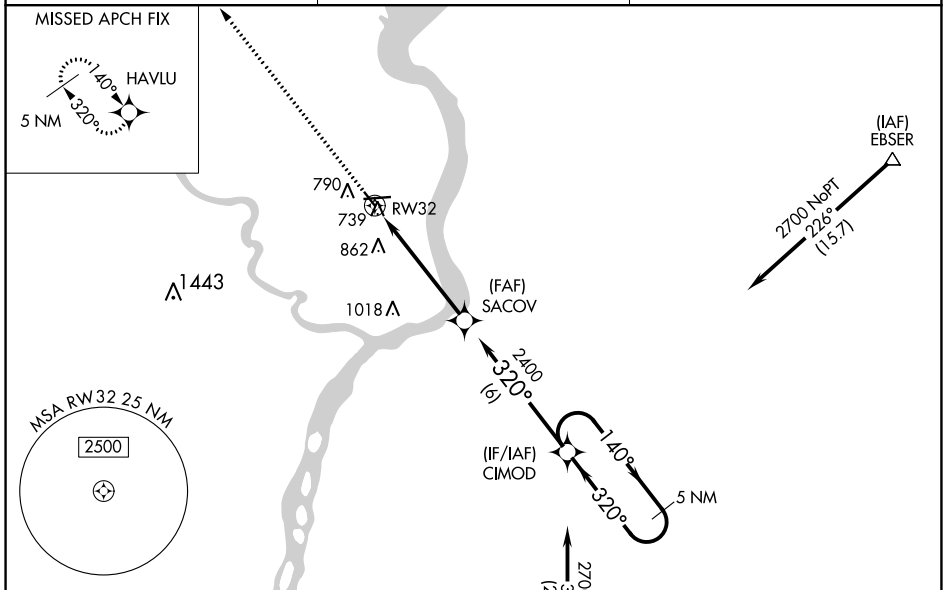 MISSED APCH FIX
140°
HAVLU
320°
5 NM
(IAF)
EBSER
2700 NoPT
226°
(15.7)
790
739
RW32
862
1443
1018
(FAF)
SACOV
2400
320°
(6)
MSA RW32 25 NM
2500
(IF/IAF)
CIMOD
140°
320°
5 NM